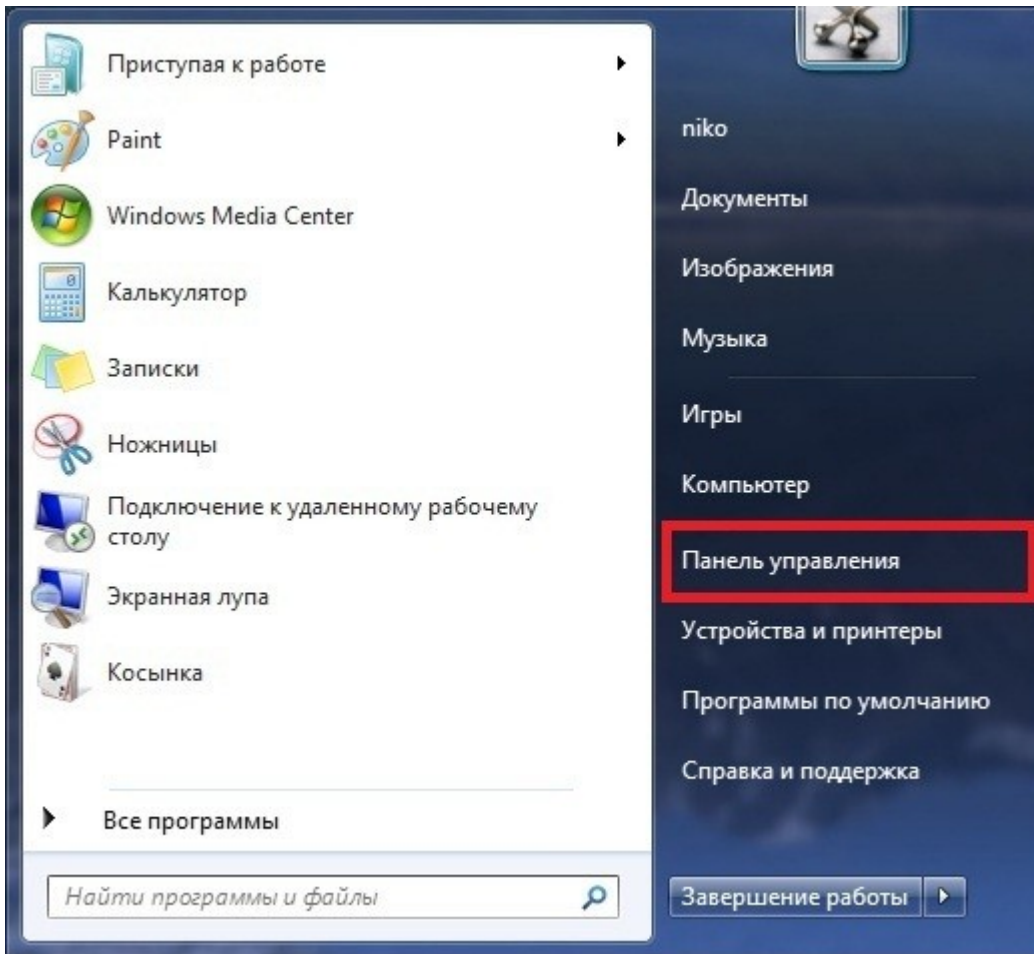 Приступая к работе
Paint
Windows Media Center
Калькулятор
Записки
Ножницы
Подключение к удаленному рабочему
столу
Экранная лупа
Косынка
Все программы
Найти программы и файлы
niko
Документы
Изображения
Музыка
Игры
Компьютер
Панель управления
Устройства и принтеры
Программы по умолчанию
Справка и поддержка
Завершение работы